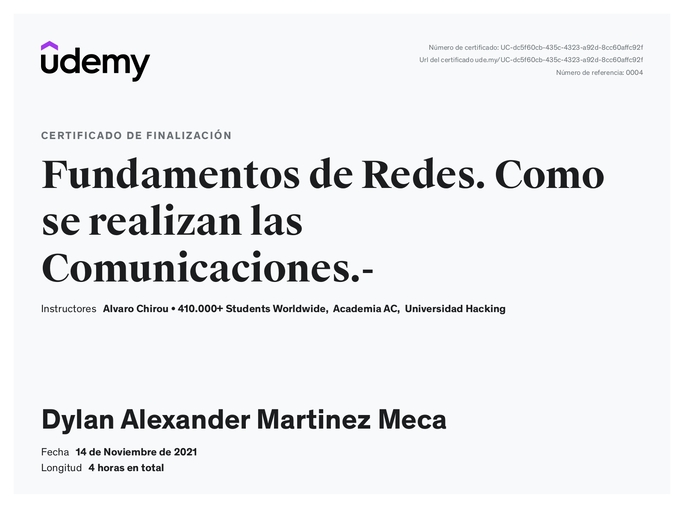 udemy
Número de certificado: UC-dc5f60cb-435c-4323-a92d-8cc60affc92f
Url del certificado ude.my/UC-dc5f60cb-435c-4323-a92d-8cc60affc92f
Número de referencia: 0004
CERTIFICADO DE FINALIZACIÓN
Fundamentos de Redes. Como
se realizan las
Comunicaciones.-
Instructores Alvaro Chirou • 410.000+ Students Worldwide, Academia AC, Universidad Hacking
Dylan Alexander Martinez Meca
Fecha 14 de Noviembre de 2021
Longitud 4 horas en total